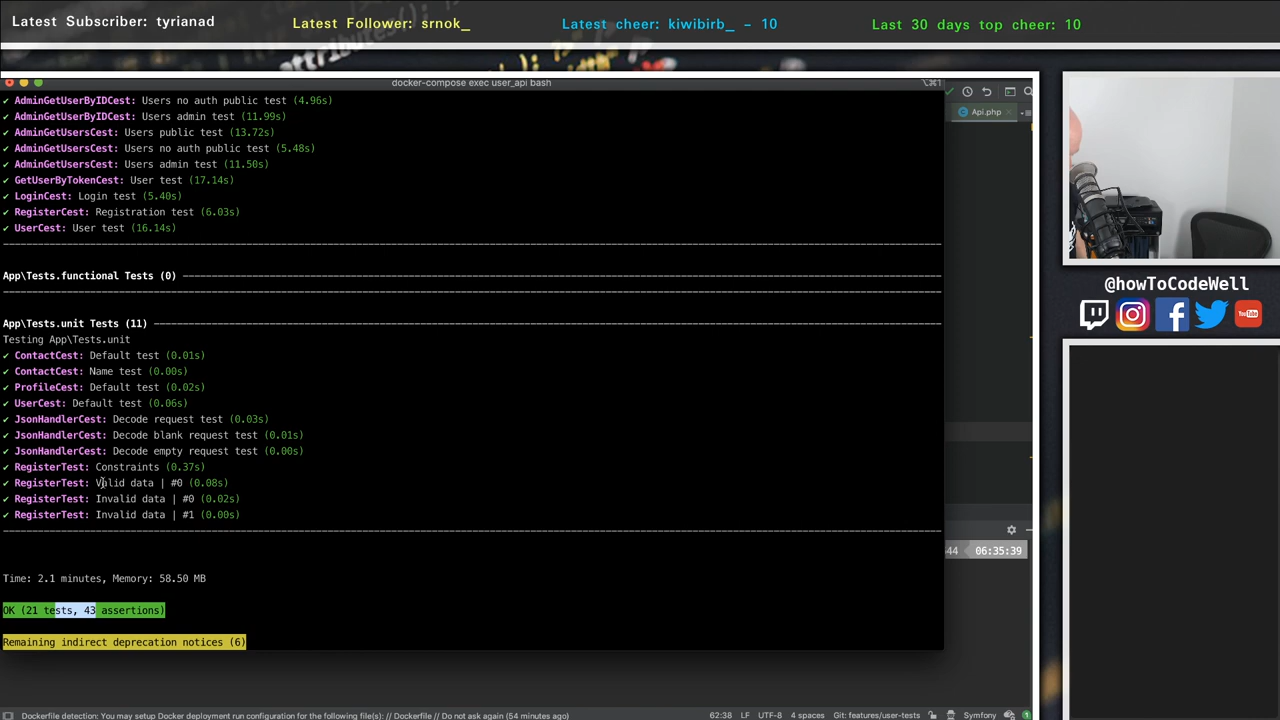 Latest Subscriber: tyrianad
Latest Follower: srnok_
Latest cheer: kiwibirb_ - 10
Last 30 days top cheer: 10
docker-compose exec user_api bash
⌥⌘1
✔ AdminGetUserByIDCest: Users no auth public test (4.96s)
✔ AdminGetUserByIDCest: Users admin test (11.99s)
✔ AdminGetUsersCest: Users public test (13.72s)
✔ AdminGetUsersCest: Users no auth public test (5.48s)
✔ AdminGetUsersCest: Users admin test (11.50s)
✔ GetUserByTokenCest: User test (17.14s)
✔ LoginCest: Login test (5.40s)
✔ RegisterCest: Registration test (6.03s)
✔ UserCest: User test (16.14s)
App\Tests.functional Tests (0)
App\Tests.unit Tests (11)
Testing App\Tests.unit
✔ ContactCest: Default test (0.01s)
✔ ContactCest: Name test (0.00s)
✔ ProfileCest: Default test (0.02s)
✔ UserCest: Default test (0.06s)
✔ JsonHandlerCest: Decode request test (0.03s)
✔ JsonHandlerCest: Decode blank request test (0.01s)
✔ JsonHandlerCest: Decode empty request test (0.00s)
✔ RegisterTest: Constraints (0.37s)
✔ RegisterTest: Valid data | #0 (0.08s)
✔ RegisterTest: Invalid data | #0 (0.02s)
✔ RegisterTest: Invalid data | #1 (0.00s)
Time: 2.1 minutes, Memory: 58.50 MB
OK (21 tests, 43 assertions)
Remaining indirect deprecation notices (6)
Api.php
44 06:35:39
@howToCodeWell
You Tube
Dockerfile detection: You may setup Docker deployment run configuration for the following file(s): // Dockerfile // Do not ask again (54 minutes ago)
62:38 LF UTF-8 4 spaces Git: features/user-tests Symfony 1